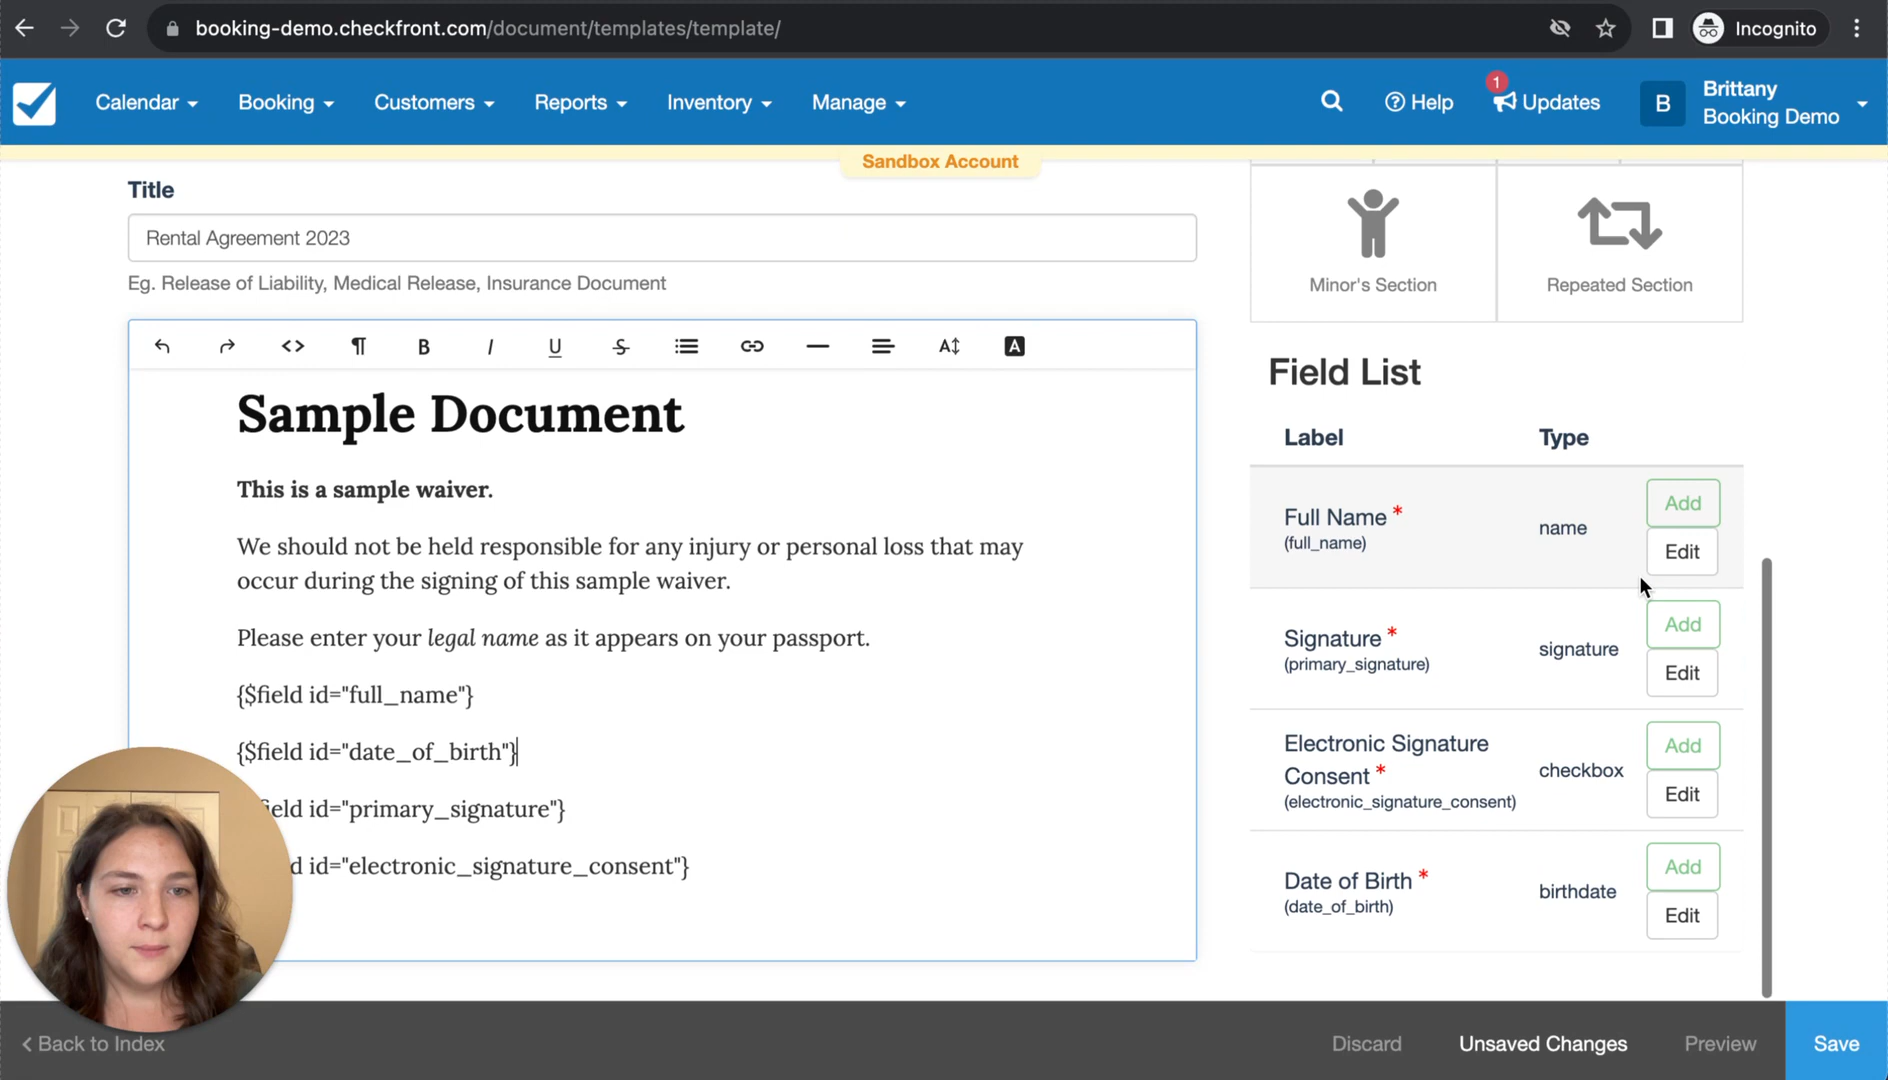 booking-demo.checkfront.com/document/templates/template/
Incognito
Calendar
Booking
Customers
Reports
Inventory
Manage
Help
1
Updates
B
Brittany
Booking Demo
Sandbox Account
Title
Rental Agreement 2023
Eg. Release of Liability, Medical Release, Insurance Document
B I U S A A
Sample Document
This is a sample waiver.
We should not be held responsible for any injury or personal loss that may
occur during the signing of this sample waiver.
Please enter your legal name as it appears on your passport.
{$field id="full_name"}
{$field id="date_of_birth"}
ield id="primary_signature"}
d id="electronic_signature_consent"}
Minor's Section
Repeated Section
Field List
Label Type
Full Name *
(full_name)
name
Add
Edit
Signature *
(primary_signature)
signature
Add
Edit
Electronic Signature
Consent *
(electronic_signature_consent)
checkbox
Add
Edit
Date of Birth *
(date_of_birth)
birthdate
Add
Edit
Back to Index
Discard
Unsaved Changes
Preview
Save